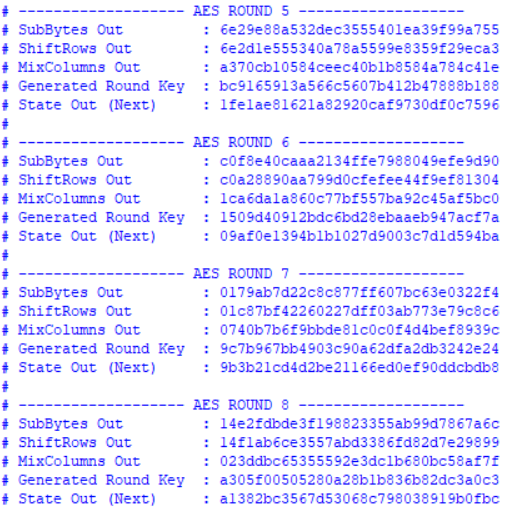 # ------------------- AES ROUND 5 -------------------
# SubBytes Out : 6e29e88a532dec3555401ea39f99a755
# ShiftRows Out : 6e2d1e555340a78a5599e8359f29eca3
# MixColumns Out : a370cb10584ceec40b1b8584a784c41e
# Generated Round Key : bc9165913a566c5607b412b47888b188
# State Out (Next) : 1fe1ae81621a82920caf9730df0c7596
#
# ------------------- AES ROUND 6 -------------------
# SubBytes Out : c0f8e40caaa2134ffe7988049efe9d90
# ShiftRows Out : c0a28890aa799d0cfefee44f9ef81304
# MixColumns Out : 1ca6da1a860c77bf557ba92c45af5bc0
# Generated Round Key : 1509d40912bdc6bd28ebaaeb947acf7a
# State Out (Next) : 09af0e1394b1b1027d9003c7d1d594ba
#
# ------------------- AES ROUND 7 -------------------
# SubBytes Out : 0179ab7d22c8c877ff607bc63e0322f4
# ShiftRows Out : 01c87bf42260227dff03ab773e79c8c6
# MixColumns Out : 0740b7b6f9bbde81c0c0f4d4bef8939c
# Generated Round Key : 9c7b967bb4903c90a62dfa2db3242e24
# State Out (Next) : 9b3b21cd4d2be21166ed0ef90ddcbdb8
#
# ------------------- AES ROUND 8 -------------------
# SubBytes Out : 14e2fdbde3f198823355ab99d7867a6c
# ShiftRows Out : 14f1ab6ce3557abd3386fd82d7e29899
# MixColumns Out : 023ddbc65355592e3dc1b680bc58af7f
# Generated Round Key : a305f00505280a28b1b836b82dc3a0c3
# State Out (Next) : a1382bc3567d53068c798038919b0fbc